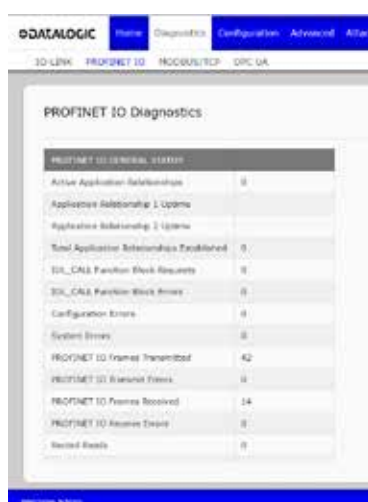 DATALOGIC Home Diagnostics Configuration Advanced
IO-LINK PROFINET IO MODBUS/TCP OPC UA
PROFINET IO Diagnostics
PROFINET IO GENERAL STATUS
Active Application Relationships 0
Application Relationship 1 Uptime
Application Relationship 2 Uptime
Total Application Relationships Established 0
IOL_CALL Function Block Requests 0
IOL_CALL Function Block Errors 0
Configuration Errors 0
System Errors 0
PROFINET IO Frames Transmitted 42
PROFINET IO Transmit Errors 0
PROFINET IO Frames Received 14
PROFINET IO Receive Errors 0
Record Reads 0